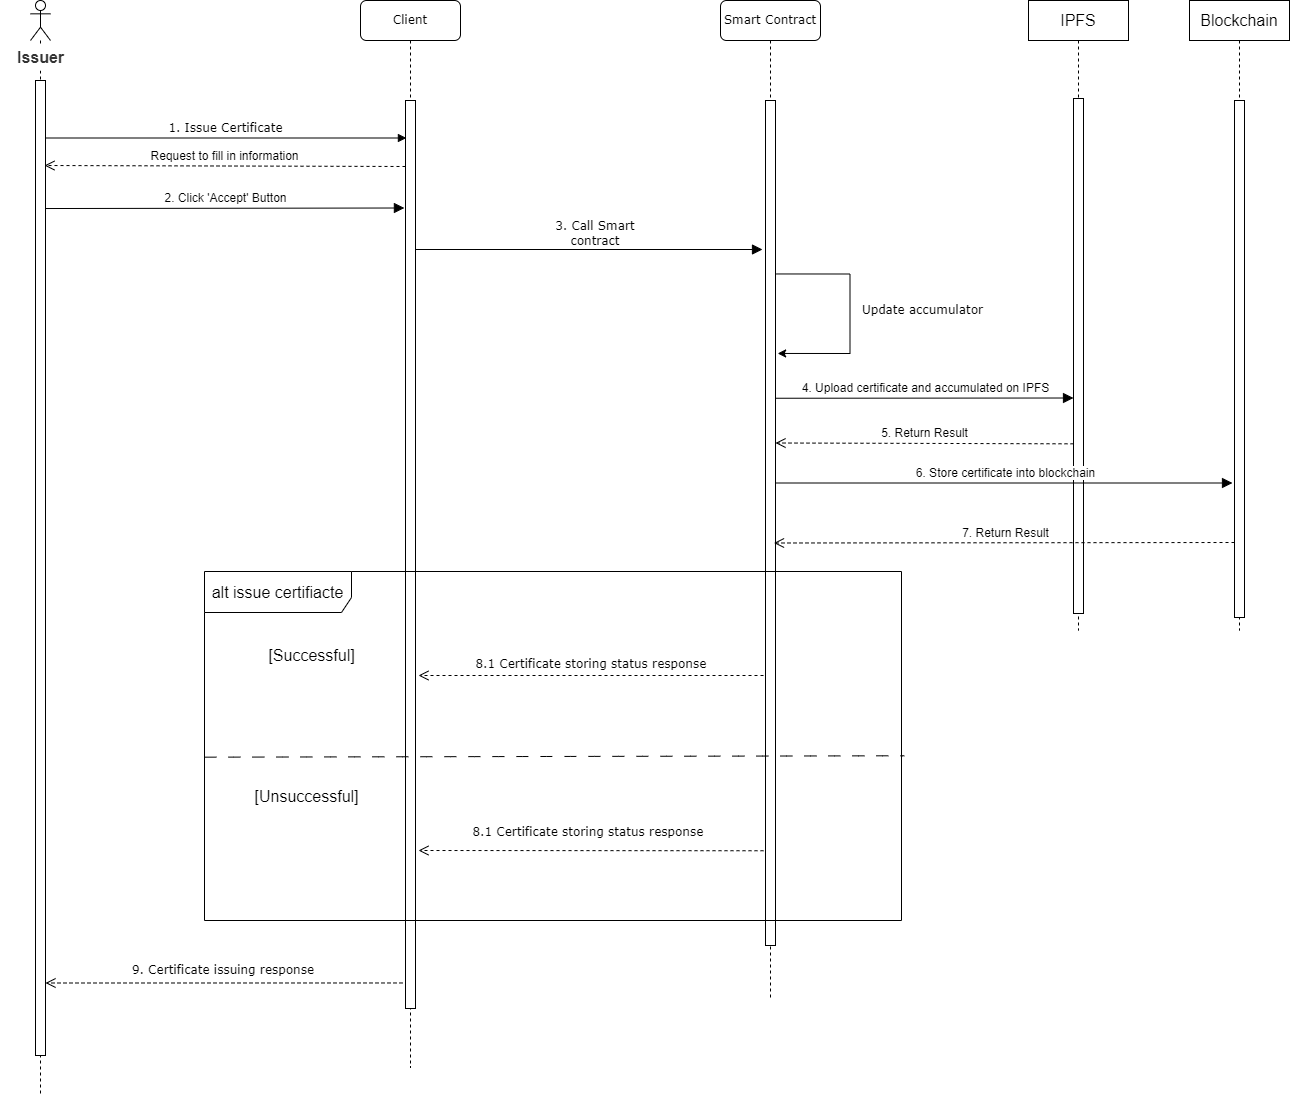 Client
Smart Contract
IPFS
Blockchain
Issuer
1. Issue Certificate
Request to fill in information
2. Click 'Accept' Button
3. Call Smart
contract
Update accumulator
4. Upload certificate and accumulated on IPFS
5. Return Result
6. Store certificate into blockchain
7. Return Result
alt issue certifiacte
[Successful]
8.1 Certificate storing status response
[Unsuccessful]
8.1 Certificate storing status response
9. Certificate issuing response